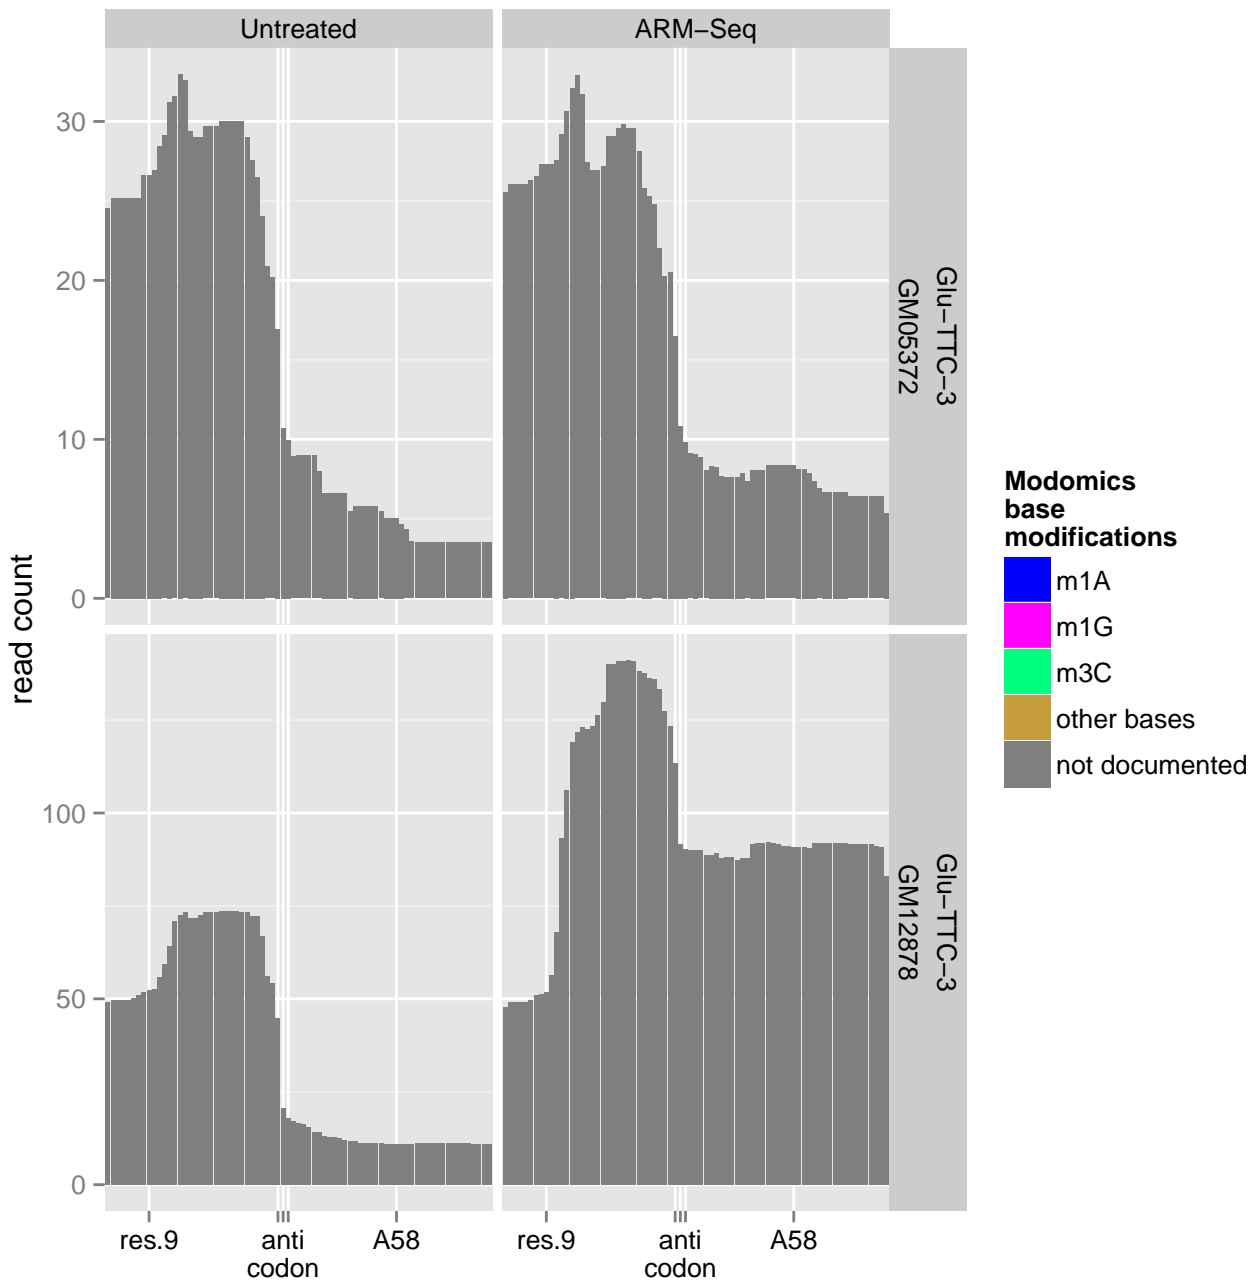 Untreated
ARM−Seq
30
20
10
0
Glu−TTC−3
GM05372
read count
100
50
0
Glu−TTC−3
GM12878
res.9
anti
codon
A58
res.9
anti
codon
A58
Modomics
base
modifications
m1A
m1G
m3C
other bases
not documented